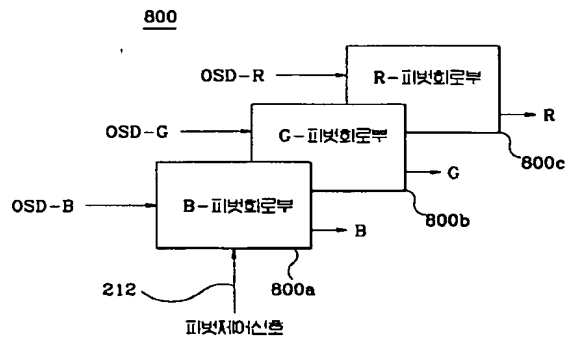 800
OSD-R
R-피벗회로부
R
OSD-G
G-피벗회로부
800c
G
OSD-B
B-피벗회로부
800b
B
212
800a
피벗제어신호